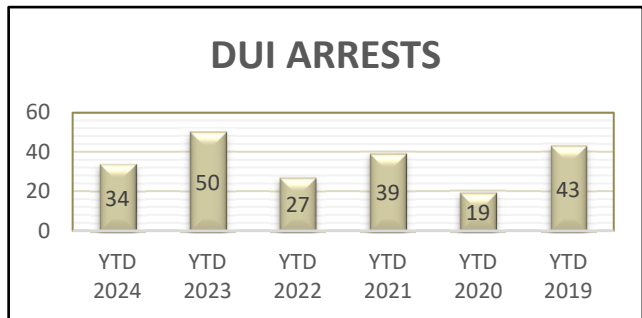 DUI ARRESTS
60
40
20
0
34
50
27
39
19
43
YTD 2024
YTD 2023
YTD 2022
YTD 2021
YTD 2020
YTD 2019